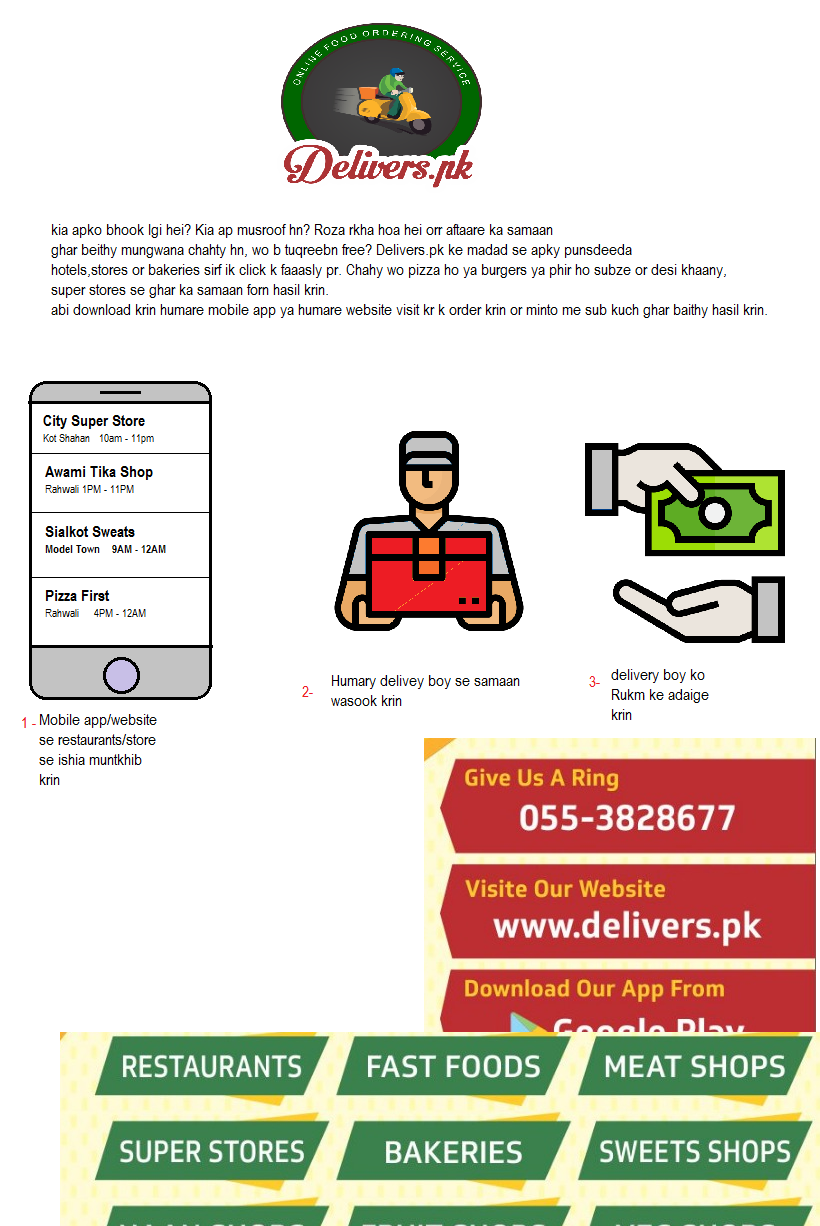 ONLINE FOOD ORDERING SERVICE
Delivers.pk
kia apko bhook lgi hei? Kia ap musroof hn? Roza rkha hoa hei orr aftaare ka samaan
ghar beithy mungwana chahty hn, wo b tuqreebn free? Delivers.pk ke madad se apky punsdeeda
hotels,stores or bakeries sirf ik click k faaasly pr. Chahy wo pizza ho ya burgers ya phir ho subze or desi khaany,
super stores se ghar ka samaan forn hasil krin.
abi download krin humare mobile app ya humare website visit kr k order krin or minto me sub kuch ghar baithy hasil krin.
City Super Store
Kot Shahan 10am - 11pm
Awami Tika Shop
Rahwali 1PM - 11PM
Sialkot Sweats
Model Town 9AM - 12AM
Pizza First
Rahwali 4PM - 12AM
1 - Mobile app/website
se restaurants/store
se ishia muntkhib
krin
2- Humary delivey boy se samaan
wasook krin
3- delivery boy ko
Rukm ke adaige
krin
Give Us A Ring
055-3828677
Visite Our Website
www.delivers.pk
Download Our App From
Google Play
RESTAURANTS FAST FOODS MEAT SHOPS
SUPER STORES BAKERIES SWEETS SHOPS